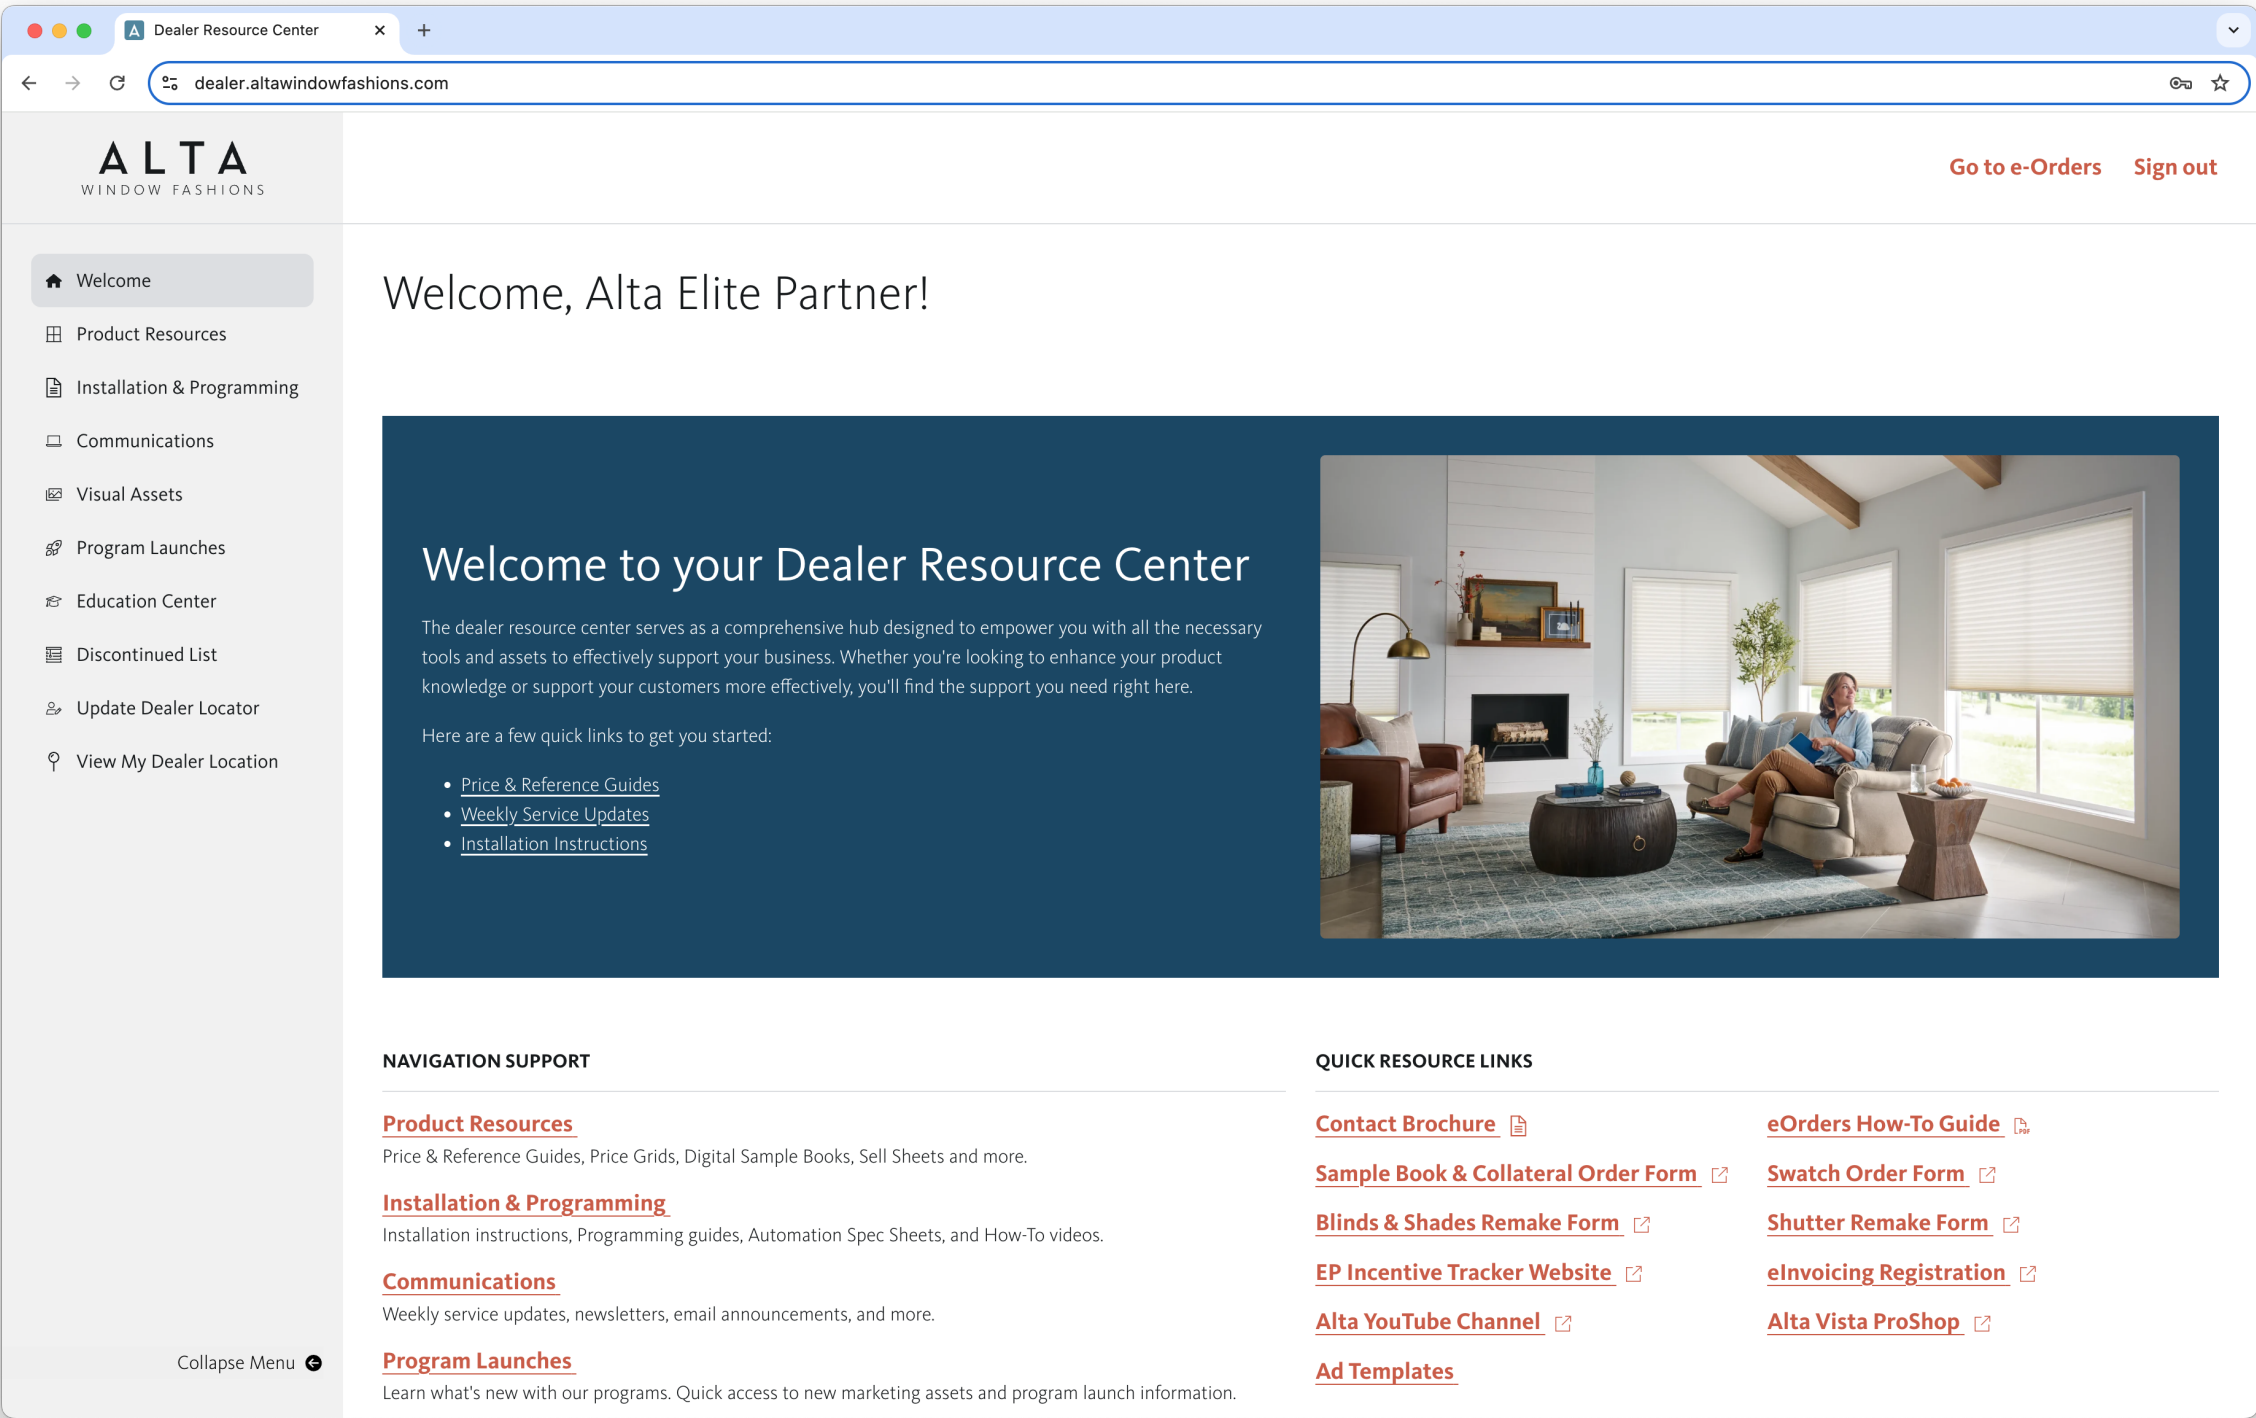 Dealer Resource Center
dealer.altawindowfashions.com
ALTA
WINDOW FASHIONS
Go to e-Orders
Sign out
Welcome
Product Resources
Installation & Programming
Communications
Visual Assets
Program Launches
Education Center
Discontinued List
Update Dealer Locator
View My Dealer Location
Collapse Menu
Welcome, Alta Elite Partner!
Welcome to your Dealer Resource Center
The dealer resource center serves as a comprehensive hub designed to empower you with all the necessary
tools and assets to effectively support your business. Whether you're looking to enhance your product
knowledge or support your customers more effectively, you'll find the support you need right here.
Here are a few quick links to get you started:
• Price & Reference Guides
• Weekly Service Updates
• Installation Instructions
NAVIGATION SUPPORT
Product Resources
Price & Reference Guides, Price Grids, Digital Sample Books, Sell Sheets and more.
Installation & Programming
Installation instructions, Programming guides, Automation Spec Sheets, and How-To videos.
Communications
Weekly service updates, newsletters, email announcements, and more.
Program Launches
Learn what's new with our programs. Quick access to new marketing assets and program launch information.
QUICK RESOURCE LINKS
Contact Brochure
Sample Book & Collateral Order Form
Blinds & Shades Remake Form
EP Incentive Tracker Website
Alta YouTube Channel
Ad Templates
eOrders How-To Guide
PDF
Swatch Order Form
Shutter Remake Form
eInvoicing Registration
Alta Vista ProShop